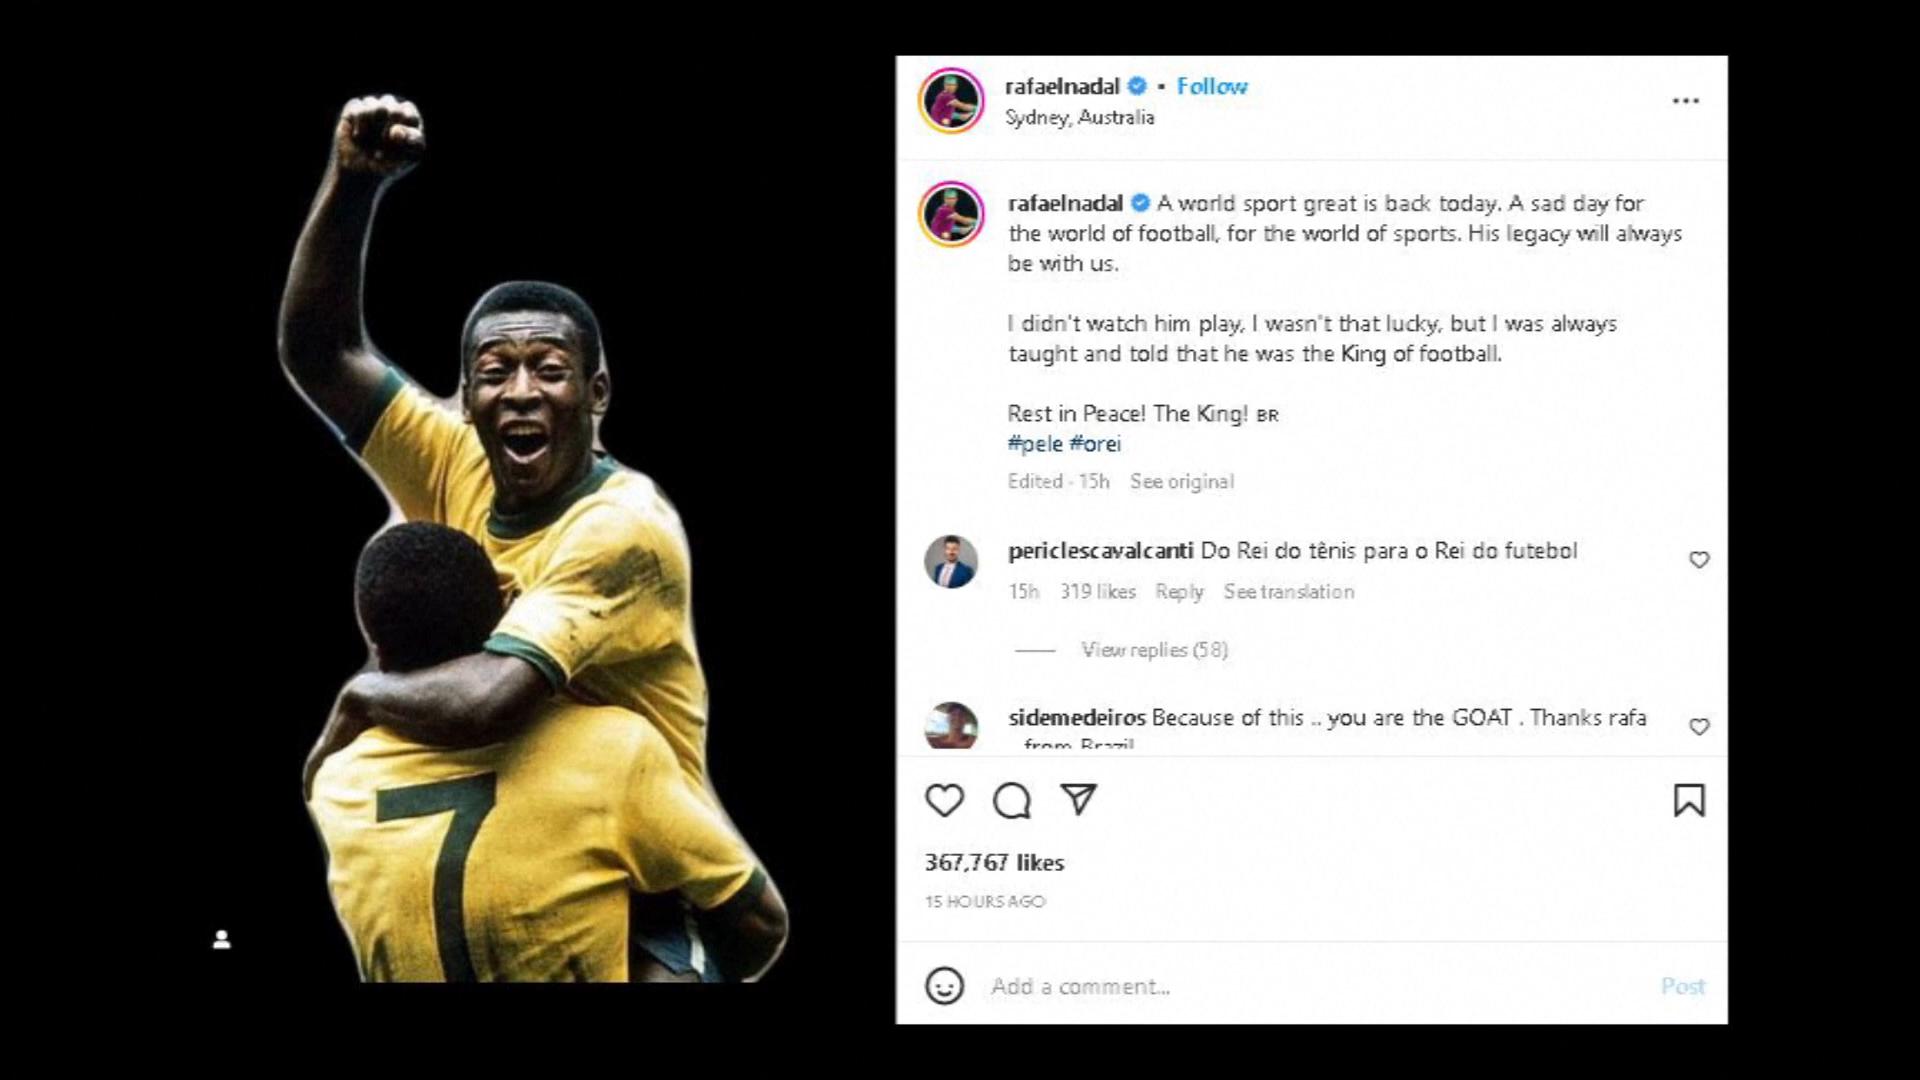 7
rafaelnadal • Follow
Sydney, Australia
rafaelnadal A world sport great is back today. A sad day for
the world of football, for the world of sports. His legacy will always
be with us.
I didn't watch him play, I wasn't that lucky, but I was always
taught and told that he was the King of football.
Rest in Peace! The King! BR
#pele #orei
Edited · 15h See original
periclescavalcanti Do Rei do tênis para o Rei do futebol
15h 319 likes Reply See translation
View replies (58)
sidemedeiros Because of this .. you are the GOAT . Thanks rafa
from Brazil
367,767 likes
15 HOURS AGO
Add a comment...
Post